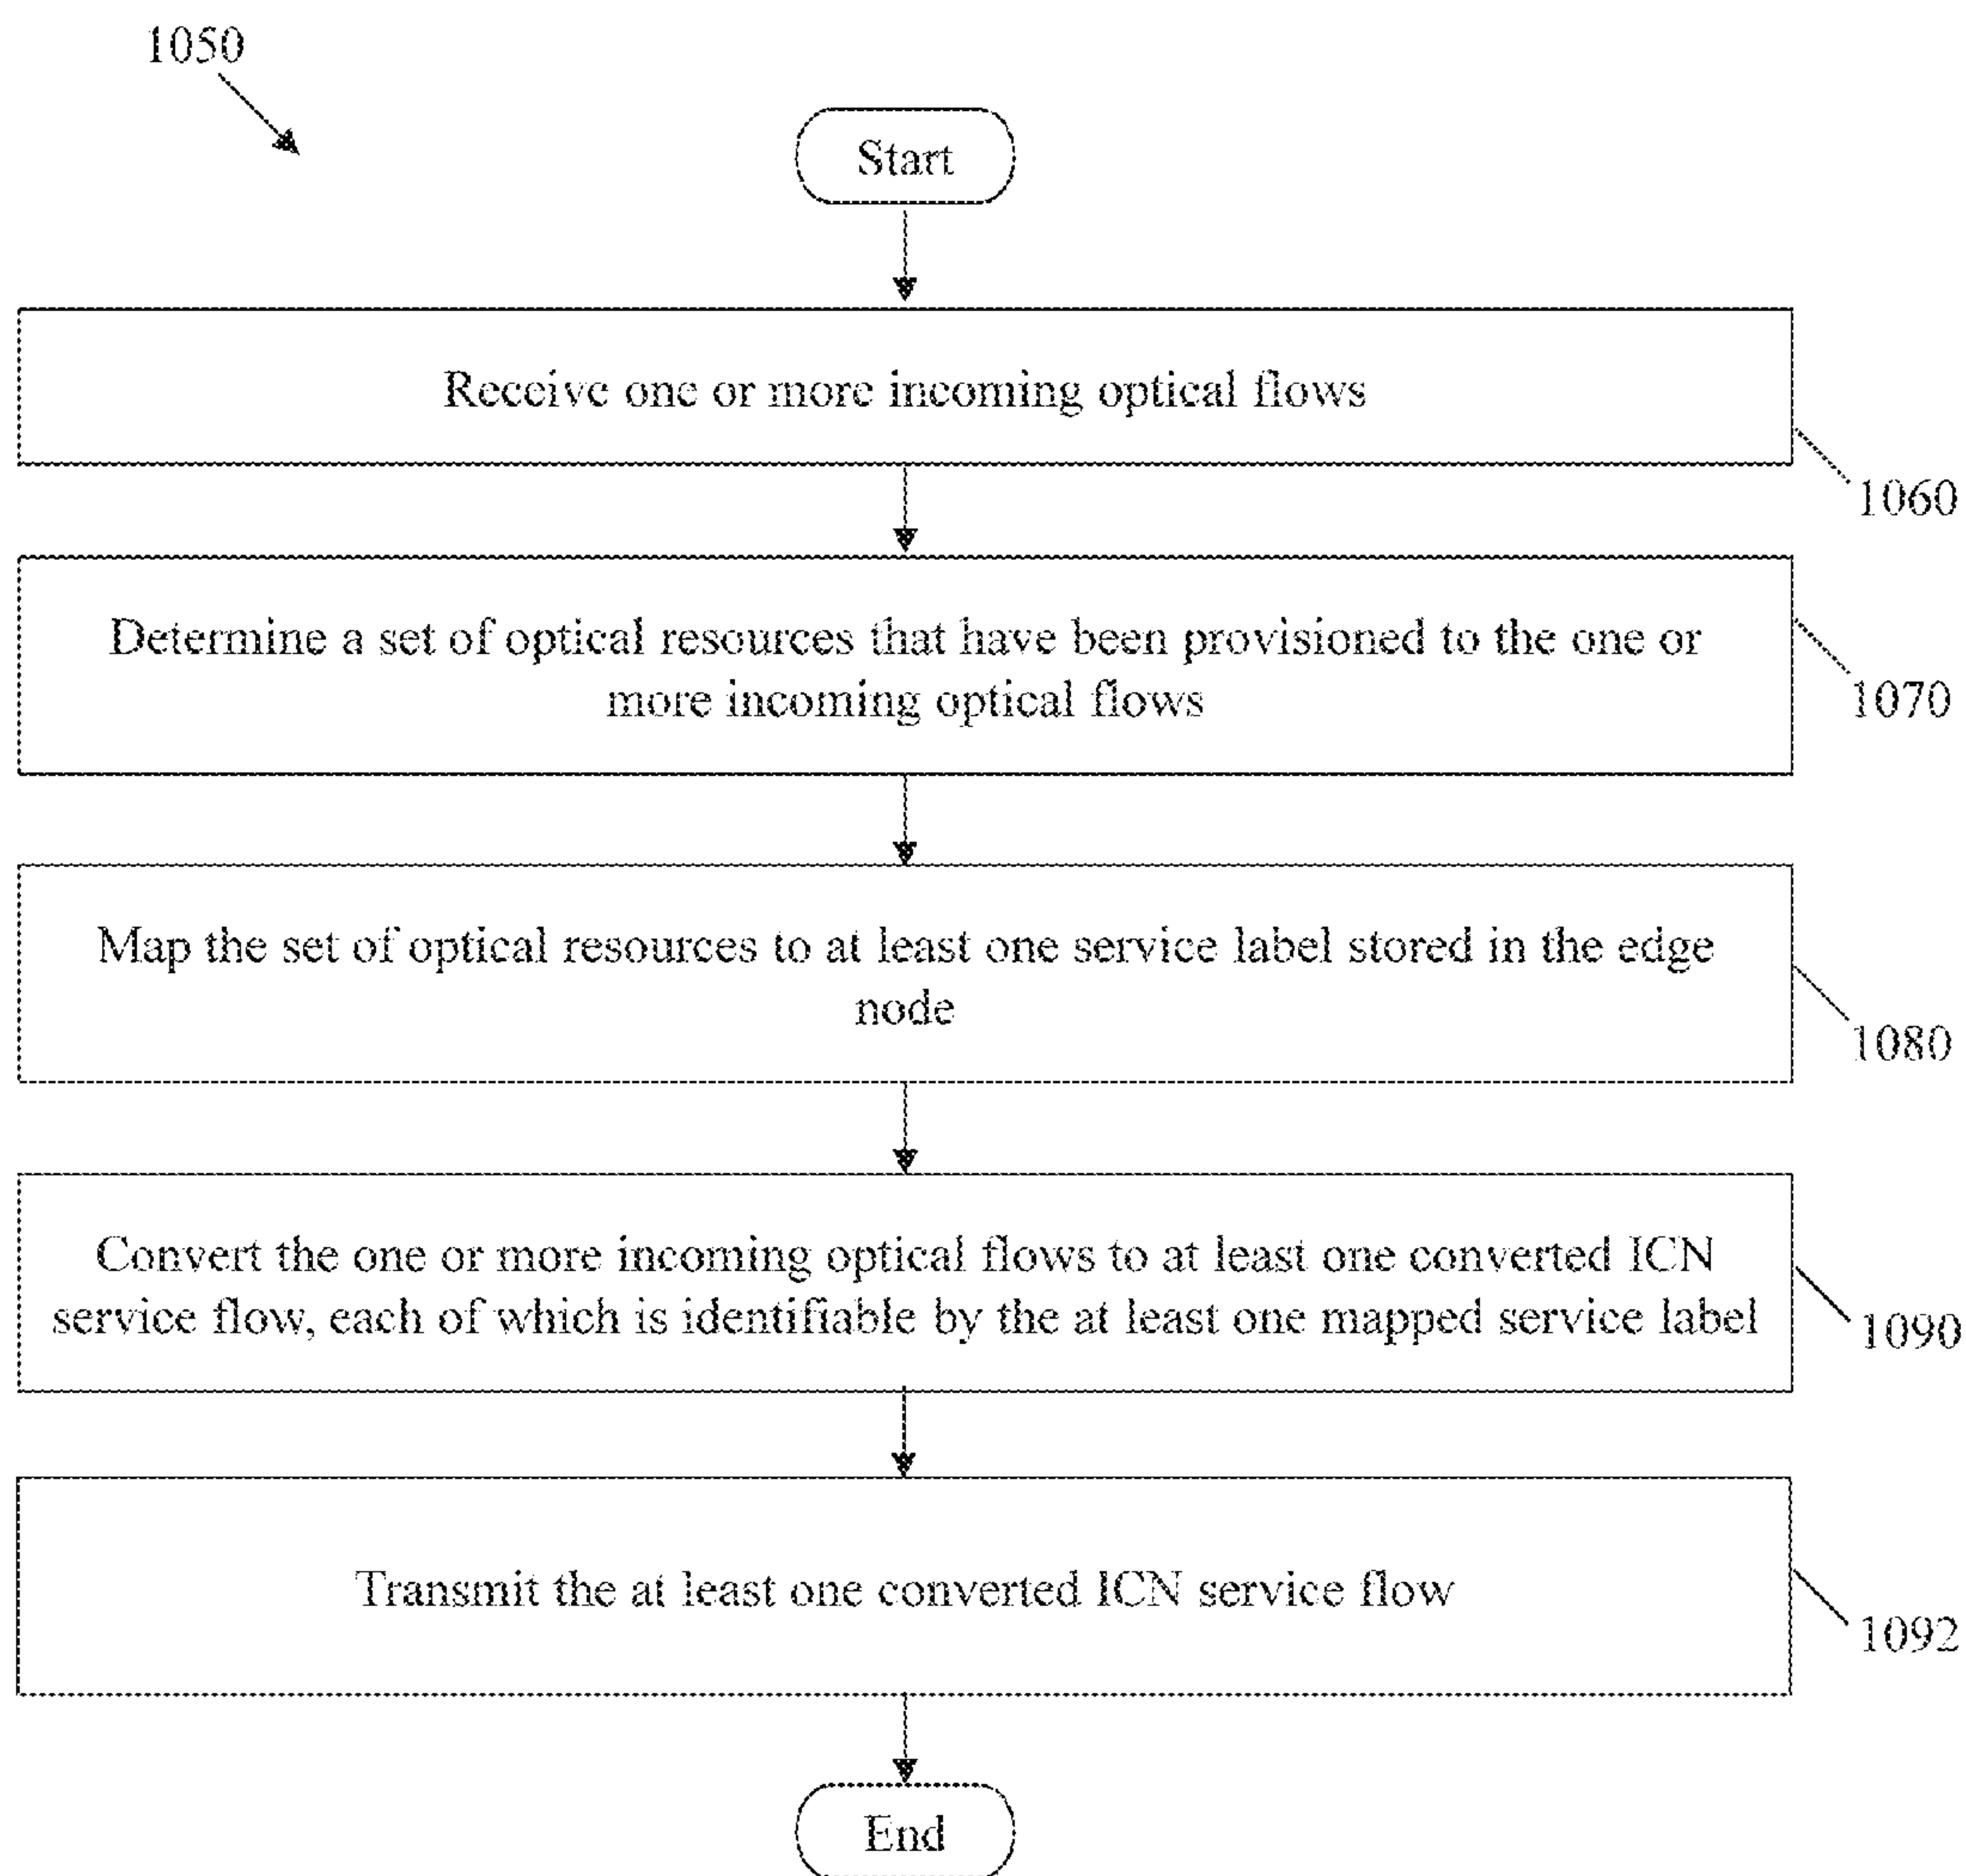 1050
Start
Receive one or more incoming optical flows
1060
Determine a set of optical resources that have been provisioned to the one or
more incoming optical flows
1070
Map the set of optical resources to at least one service label stored in the edge
node
1080
Convert the one or more incoming optical flows to at least one converted ICN
service flow, each of which is identifiable by the at least one mapped service label
1090
Transmit the at least one converted ICN service flow
1092
End